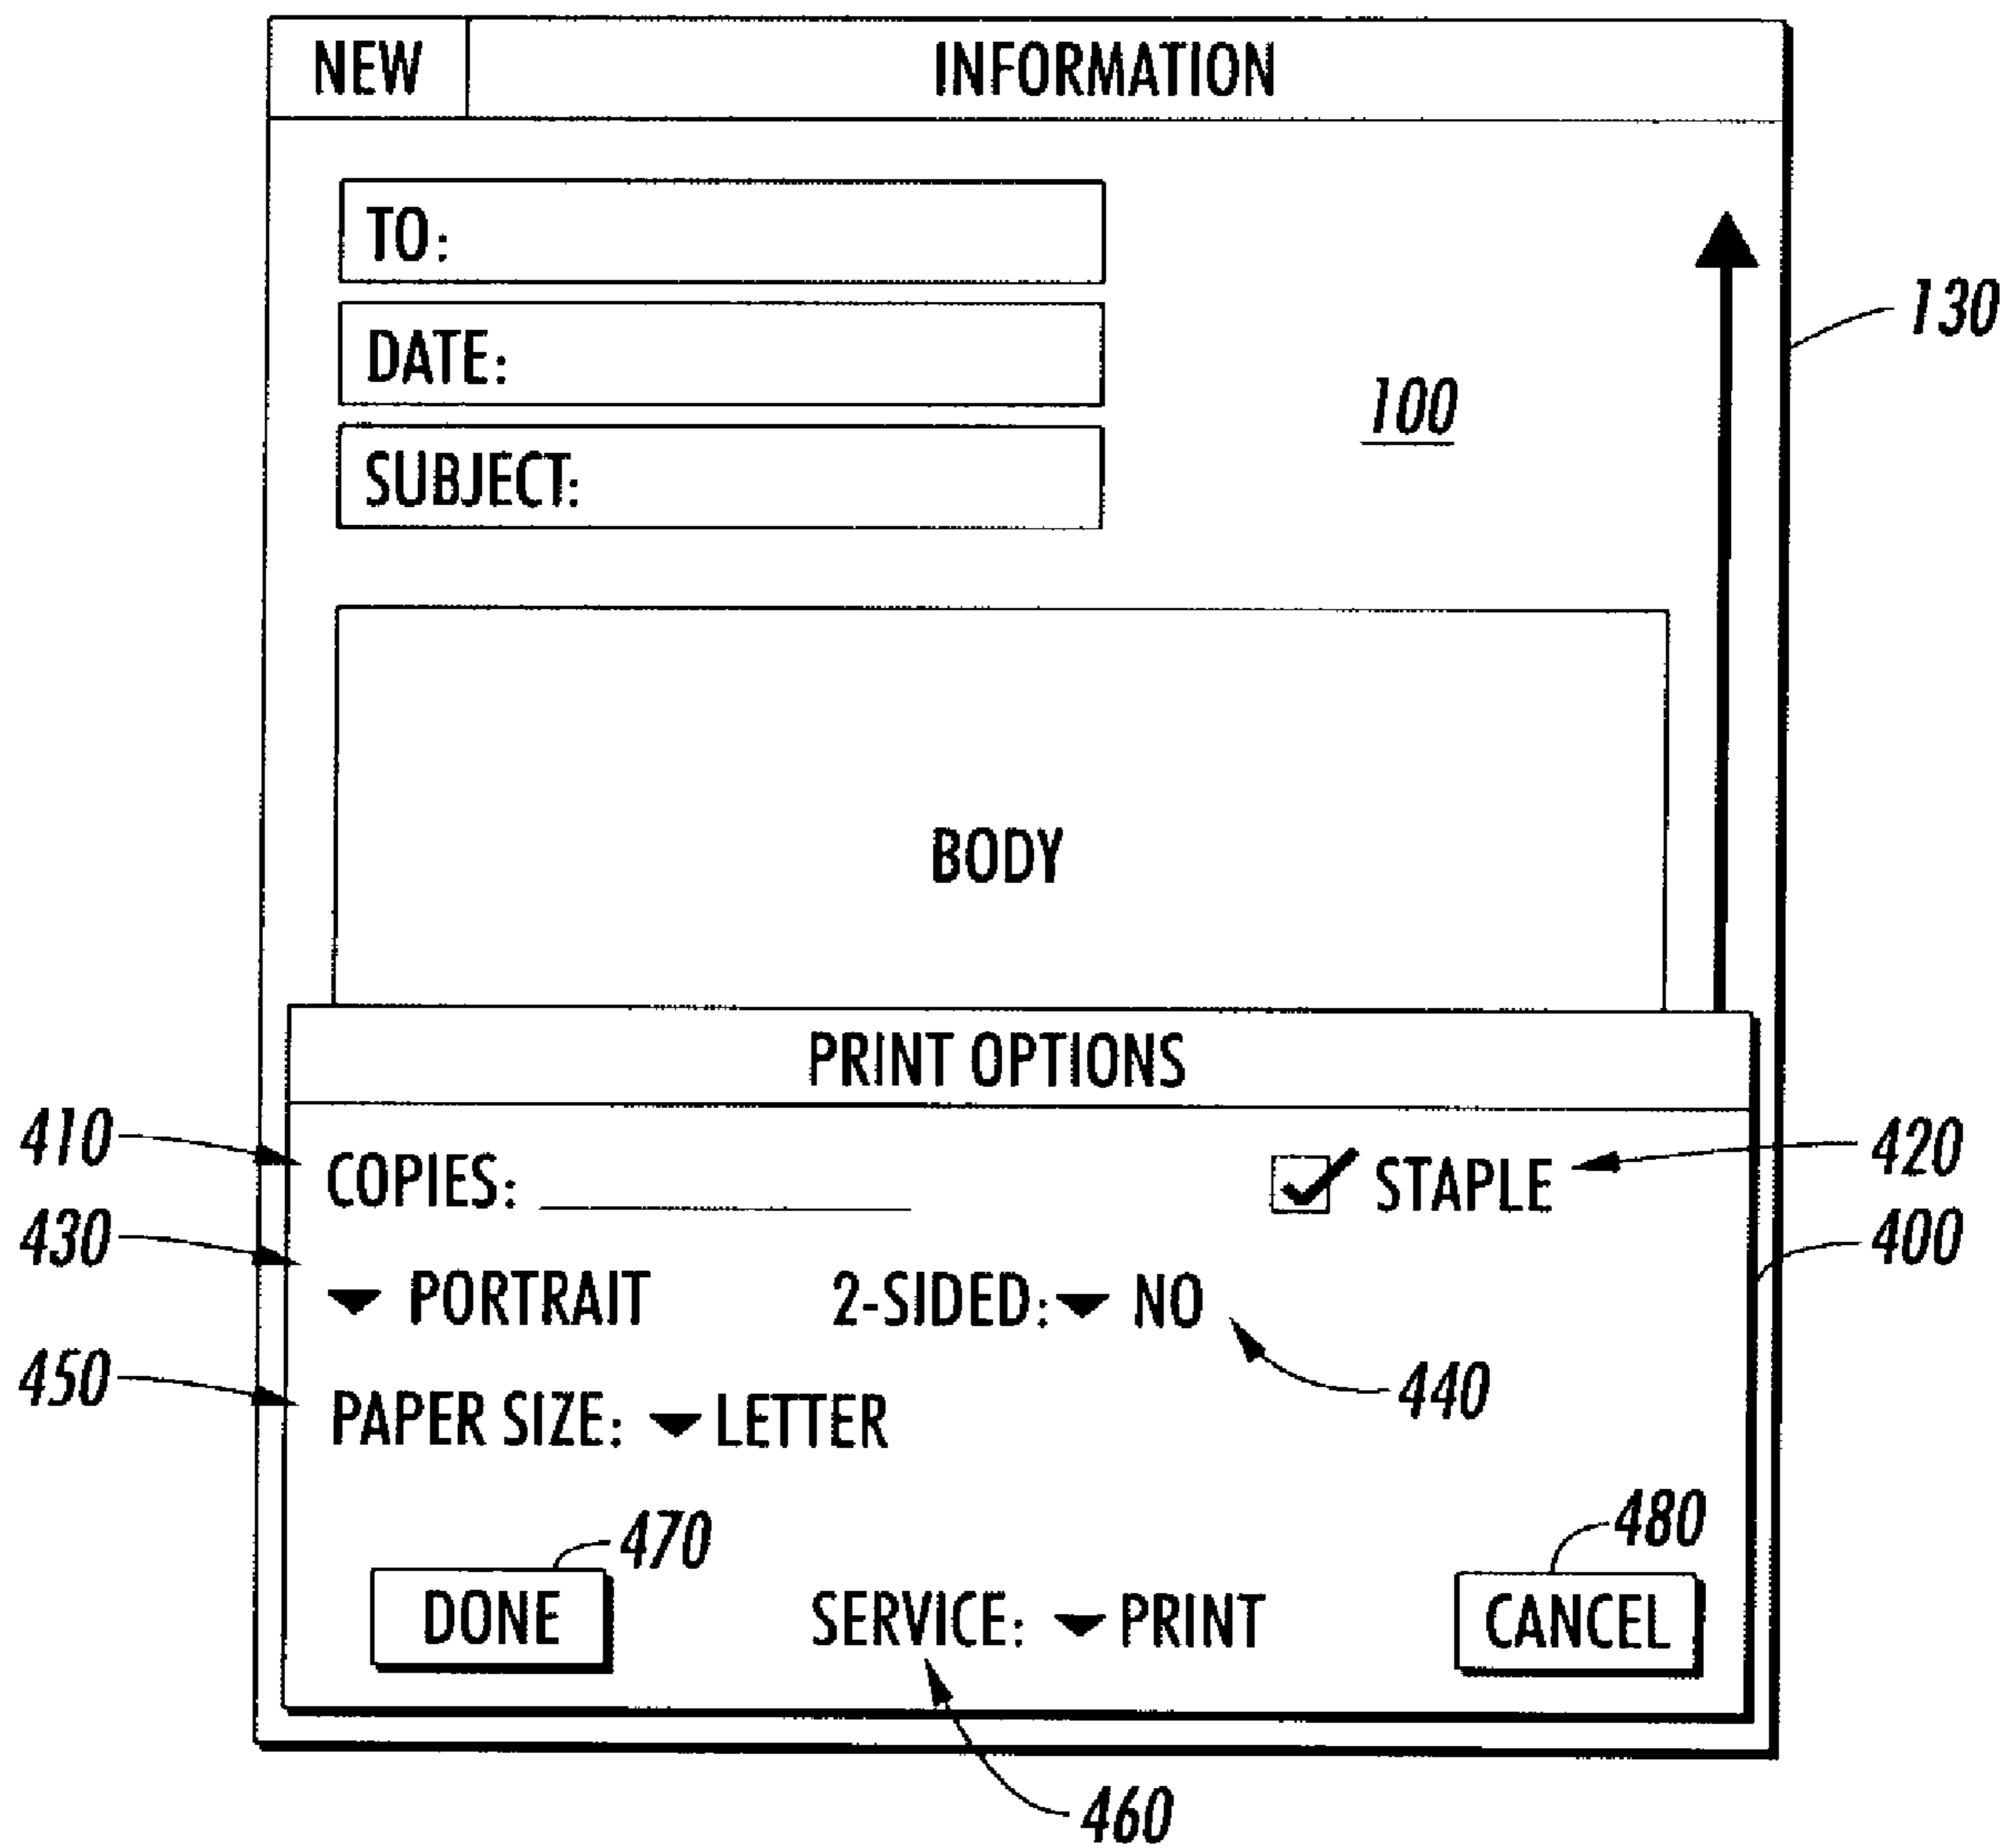 NEW INFORMATION
TO:
130
DATE:
100
SUBJECT:
BODY
PRINT OPTIONS
410 COPIES: STAPLE 420
430 400
PORTRAIT 2-SIDED: NO
450 440
PAPER SIZE: LETTER
470 480
DONE SERVICE: PRINT CANCEL
460